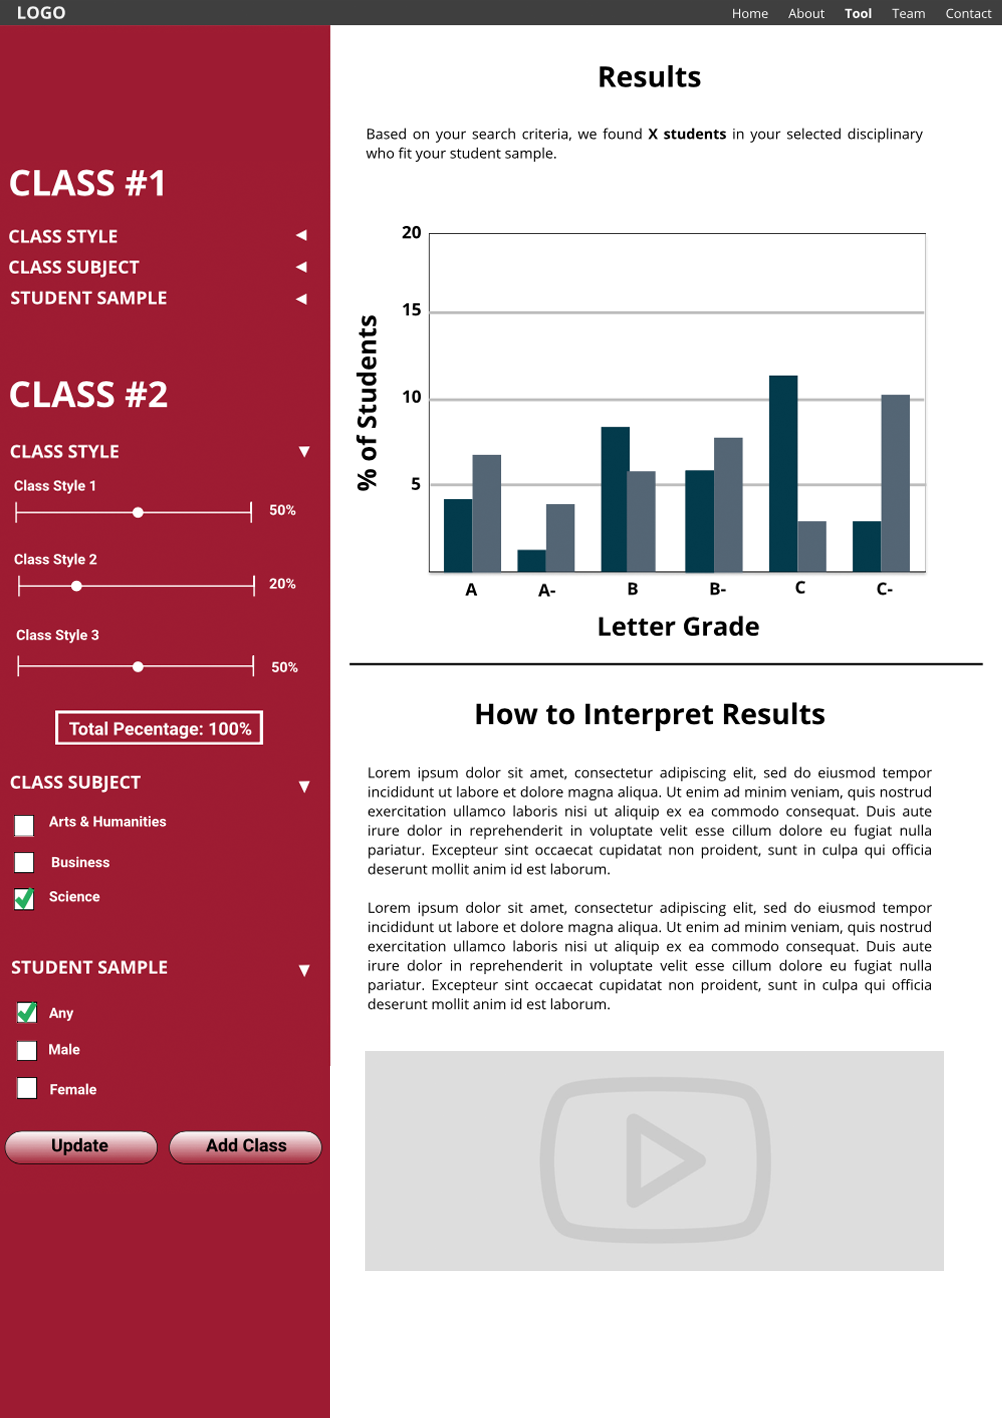 LOGO
Home About Tool Team Contact
CLASS #1
CLASS STYLE
CLASS SUBJECT
STUDENT SAMPLE
CLASS #2
CLASS STYLE
Class Style 1
50%
Class Style 2
20%
Class Style 3
50%
Total Pecentage: 100%
CLASS SUBJECT
Arts & Humanities
Business
Science
STUDENT SAMPLE
Any
Male
Female
Update
Add Class
Results
Based on your search criteria, we found X students in your selected disciplinary
who fit your student sample.
20
15
10
5
% of Students
A A- B B- C C-
Letter Grade
How to Interpret Results
Lorem ipsum dolor sit amet, consectetur adipiscing elit, sed do eiusmod tempor
incididunt ut labore et dolore magna aliqua. Ut enim ad minim veniam, quis nostrud
exercitation ullamco laboris nisi ut aliquip ex ea commodo consequat. Duis aute
irure dolor in reprehenderit in voluptate velit esse cillum dolore eu fugiat nulla
pariatur. Excepteur sint occaecat cupidatat non proident, sunt in culpa qui officia
deserunt mollit anim id est laborum.
Lorem ipsum dolor sit amet, consectetur adipiscing elit, sed do eiusmod tempor
incididunt ut labore et dolore magna aliqua. Ut enim ad minim veniam, quis nostrud
exercitation ullamco laboris nisi ut aliquip ex ea commodo consequat. Duis aute
irure dolor in reprehenderit in voluptate velit esse cillum dolore eu fugiat nulla
pariatur. Excepteur sint occaecat cupidatat non proident, sunt in culpa qui officia
deserunt mollit anim id est laborum.